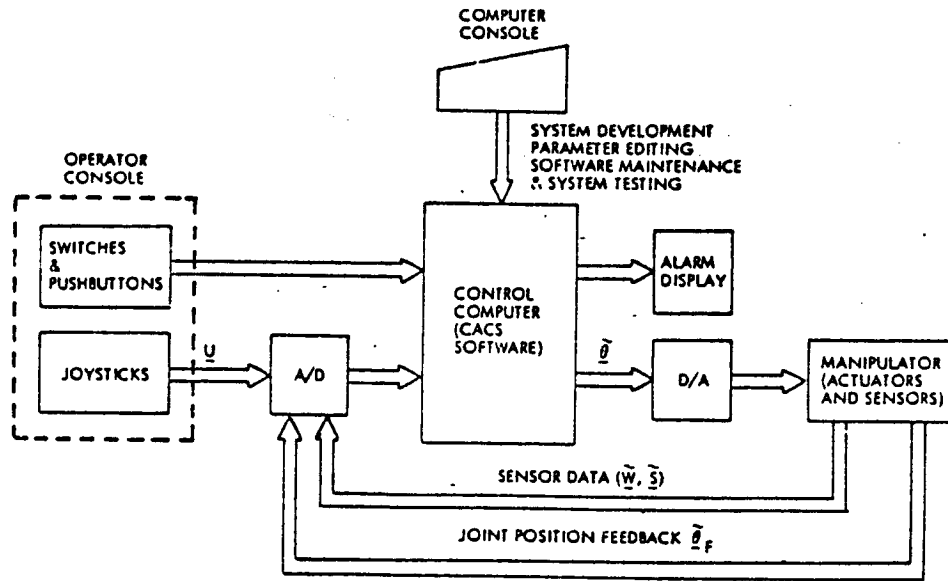 COMPUTER
CONSOLE
SYSTEM DEVELOPMENT
PARAMETER EDITING
SOFTWARE MAINTENANCE
& SYSTEM TESTING
OPERATOR
CONSOLE
SWITCHES
&
PUSHBUTTONS
JOYSTICKS
U
A/D
CONTROL
COMPUTER
(CACS
SOFTWARE)
ALARM
DISPLAY
θ̃
D/A
MANIPULATOR
(ACTUATORS
AND SENSORS)
SENSOR DATA (W̃, S̃)
JOINT POSITION FEEDBACK θ̃_F